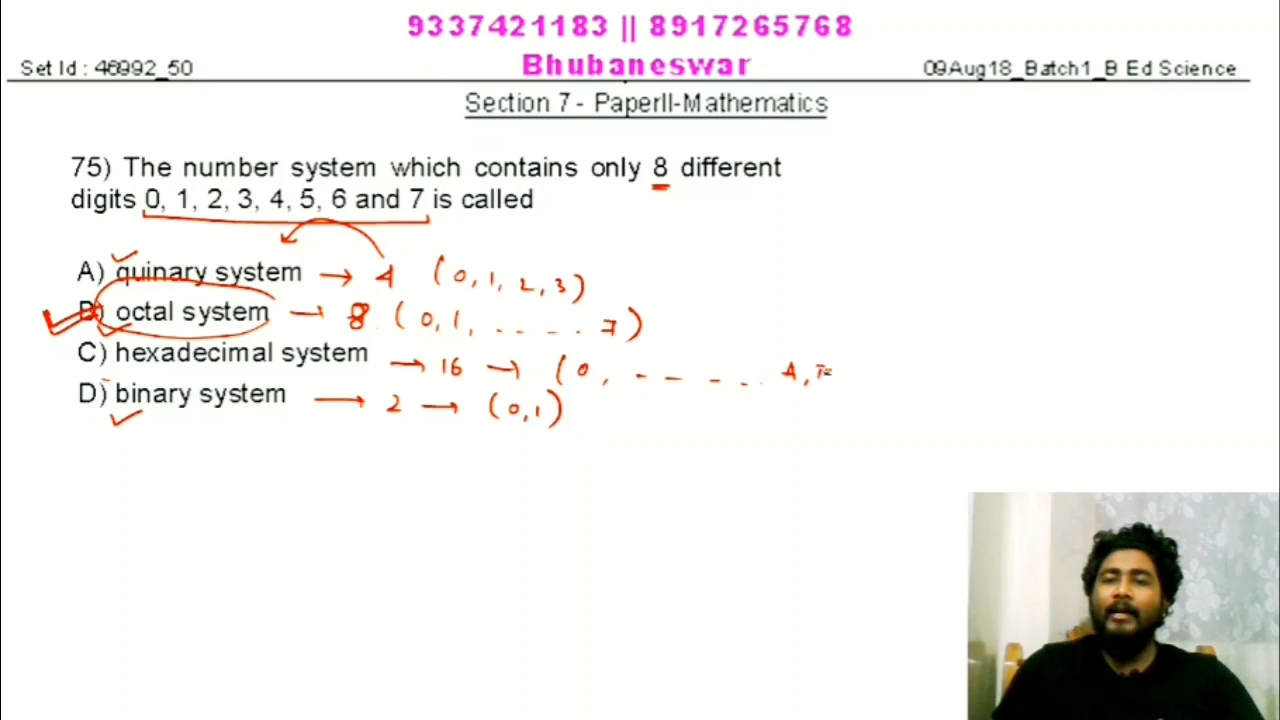 9337421183 || 8917265768
Bhubaneswar
Set Id : 46992_50
09Aug18_Batch1_B Ed Science
Section 7 - PaperII-Mathematics
75) The number system which contains only 8 different
digits 0, 1, 2, 3, 4, 5, 6 and 7 is called
A) quinary system → 4 (0, 1, 2, 3)
B) octal system → 8 (0, 1, ..... 7)
C) hexadecimal system → 16 → (0, - - - ... A, F
D) binary system → 2 → (0, 1)